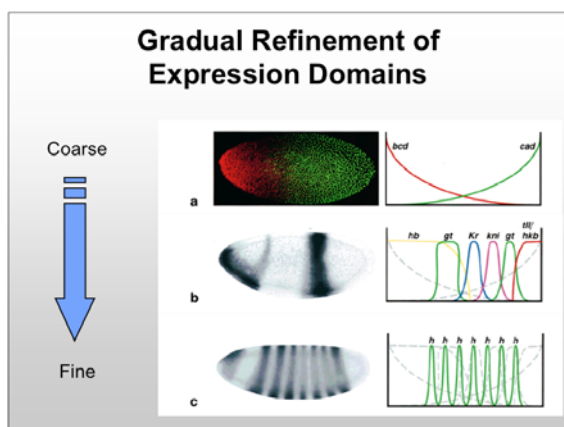 Gradual Refinement of
Expression Domains
Coarse
Fine
a
bcd
cad
b
hb
gt
Kr
kni
gt
tll/
hkb
c
h h h h h h h